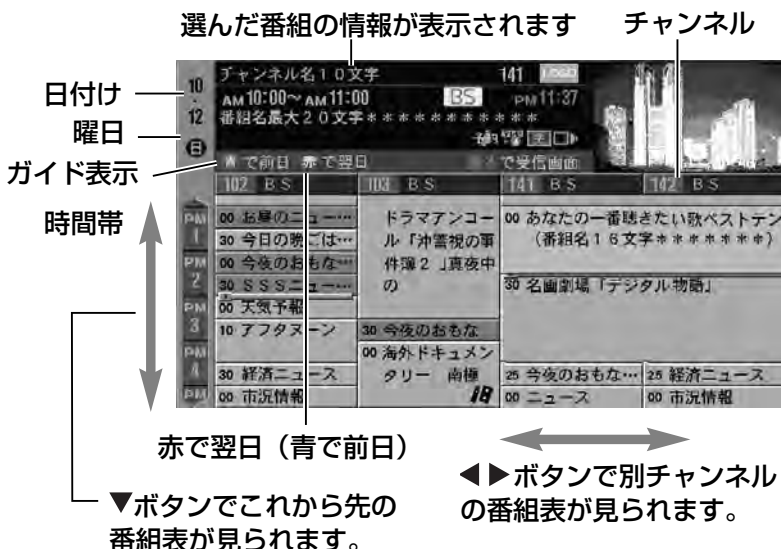 選んだ番組の情報が表示されます
チャンネル
日付け
曜日
ガイド表示
時間帯
10
12
日
チャンネル名10文字 141 LOGO
AM10:00~AM11:00 BS PM11:37
番組名最大20文字**********
青で前日 赤で翌日 で受信画面
102 BS 103 BS 141 BS 142 BS
PM 1
PM 2
PM 3
PM 4
PM
00 お昼のニュー…
30 今日の晩ごは…
00 今夜のおもな…
30 SSSニュー…
00 天気予報
10 アフタヌーン
30 経済ニュース
00 市況情報
ドラマアンコー
ル「沖 視の事
件簿2」真夜中
の
30 今夜のおもな
00 海外ドキュメン
タリー 南極
00 あなたの一番聴きたい歌ベストテン
(番組名16文字******)
30 名画劇場「デジタル物語」
25 今夜のおもな… 25 経済ニュース
00 ニュース 00 市況情報
赤で翌日(青で前日)
▼ボタンでこれから先の
番組表が見られます。
◀▶ボタンで別チャンネル
の番組表が見られます。